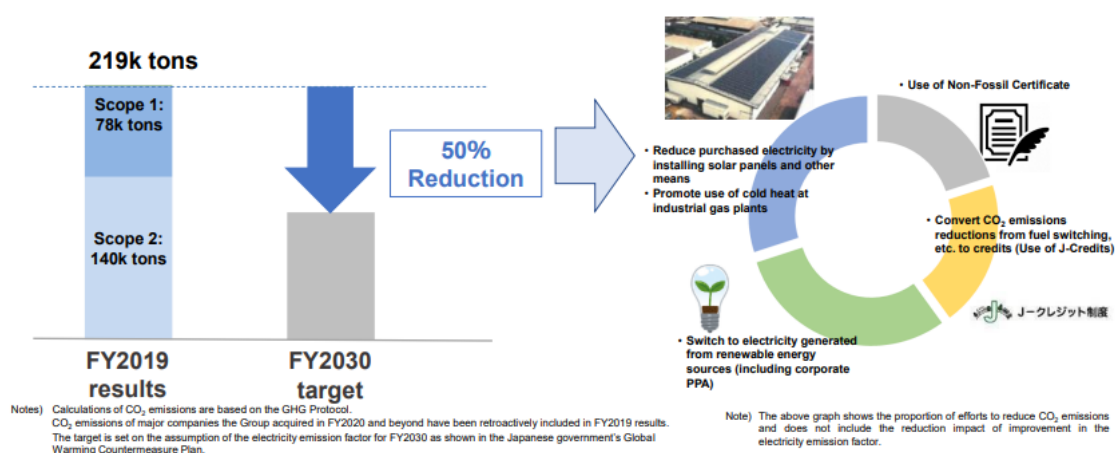 219k tons
Scope 1:
78k tons
Scope 2:
140k tons
50%
Reduction
FY2019
results
FY2030
target
• Reduce purchased electricity by
installing solar panels and other
means
• Promote use of cold heat at
industrial gas plants
• Use of Non-Fossil Certificate
• Convert CO₂ emissions
reductions from fuel switching,
etc. to credits (Use of J-Credits)
Jークレジット制度
• Switch to electricity generated
from renewable energy
sources (including corporate
PPA)
Notes) Calculations of CO₂ emissions are based on the GHG Protocol.
CO₂ emissions of major companies the Group acquired in FY2020 and beyond have been retroactively included in FY2019 results.
The target is set on the assumption of the electricity emission factor for FY2030 as shown in the Japanese government's Global
Warming Countermeasure Plan.
Note) The above graph shows the proportion of efforts to reduce CO₂ emissions
and does not include the reduction impact of improvement in the
electricity emission factor.